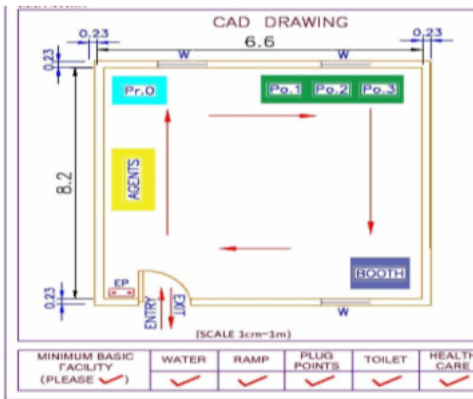 CAD DRAWING
0.23
6.6
0.23
W
W
0.23
Pr.O
Po.1 Po.2 Po.3
8.2
AGENTS
BOOTH
EP
0.23
ENTRY
EXIT
W
(SCALE 1cm-1m)
MINIMUM BASIC FACILITY (PLEASE ✓)
WATER
RAMP
PLUG POINTS
TOILET
HEALTH CARE